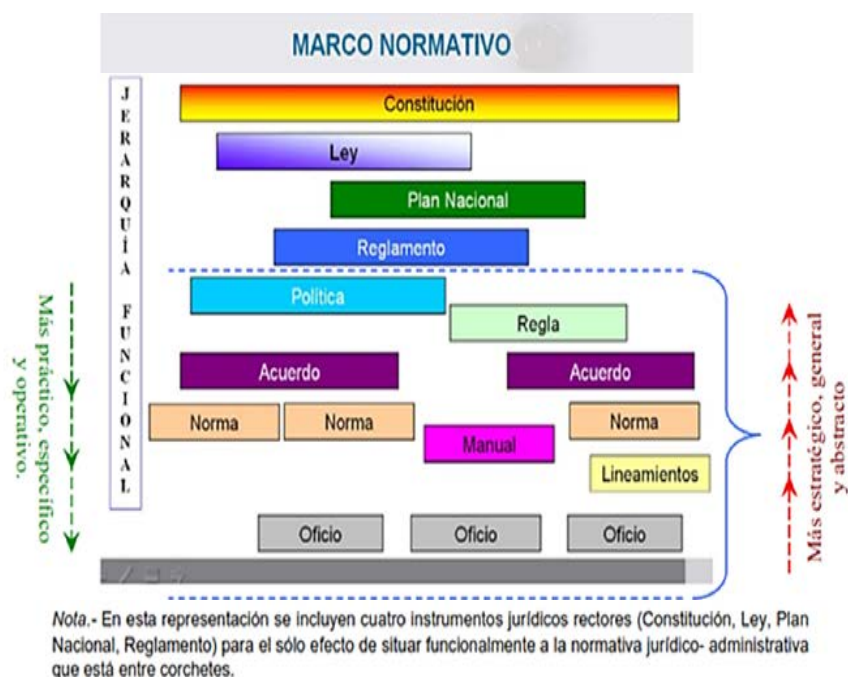 MARCO NORMATIVO
JERARQUÍA FUNCIONAL
Constitución
Ley
Plan Nacional
Reglamento
Política
Regla
Acuerdo
Acuerdo
Norma
Norma
Manual
Norma
Lineamientos
Oficio
Oficio
Oficio
Más práctico, específico
y operativo.
Más estratégico, general
y abstracto
Nota.- En esta representación se incluyen cuatro instrumentos jurídicos rectores (Constitución, Ley, Plan
Nacional, Reglamento) para el sólo efecto de situar funcionalmente a la normativa jurídico- administrativa
que está entre corchetes.